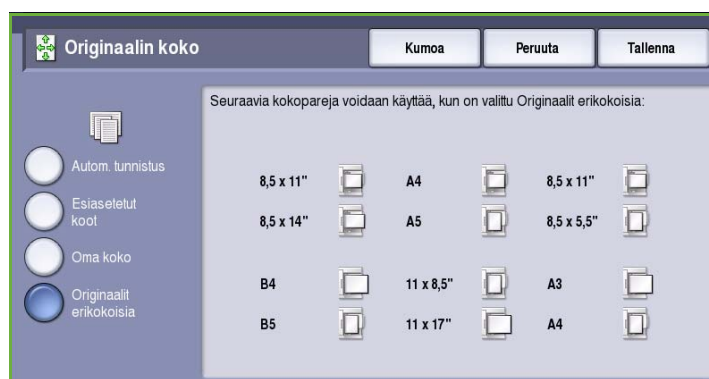 Originaalin koko
Kumoa
Peruuta
Tallenna
Seuraavia kokopareja voidaan käyttää, kun on valittu Originaalit erikokoisia:
Autom. tunnistus
Esiasetetut
koot
Oma koko
Originaalit
erikokoisia
8,5 x 11" A4 8,5 x 11"
8,5 x 14" A5 8,5 x 5,5"
B4 11 x 8,5" A3
B5 11 x 17" A4